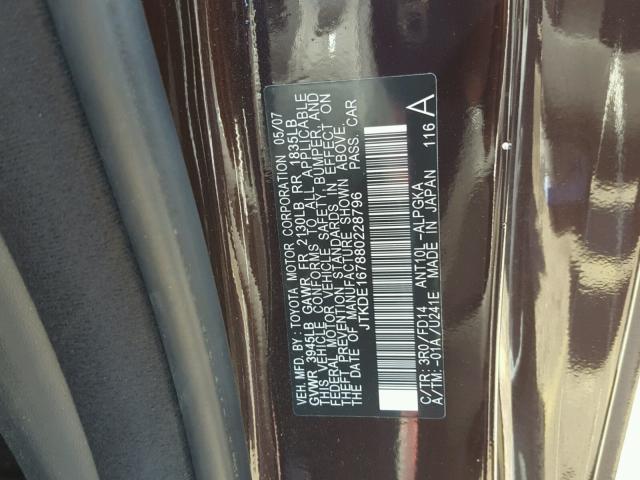 VEH. MFD. BY: TOYOTA MOTOR CORPORATION 05/07
GVWR 3945LB GAWR FR 2130LB RR 1835LB
THIS VEHICLE CONFORMS TO ALL APPLICABLE
FEDERAL MOTOR VEHICLE SAFETY, BUMPER, AND
THEFT PREVENTION STANDARDS IN EFFECT ON
THE DATE OF MANUFACTURE SHOWN ABOVE.
JTKDE167880228796 PASS. CAR
C/TR: 3R0/FD14 ANT10L-ALPGKA
A/TM: -01A/U241E MADE IN JAPAN 116 A